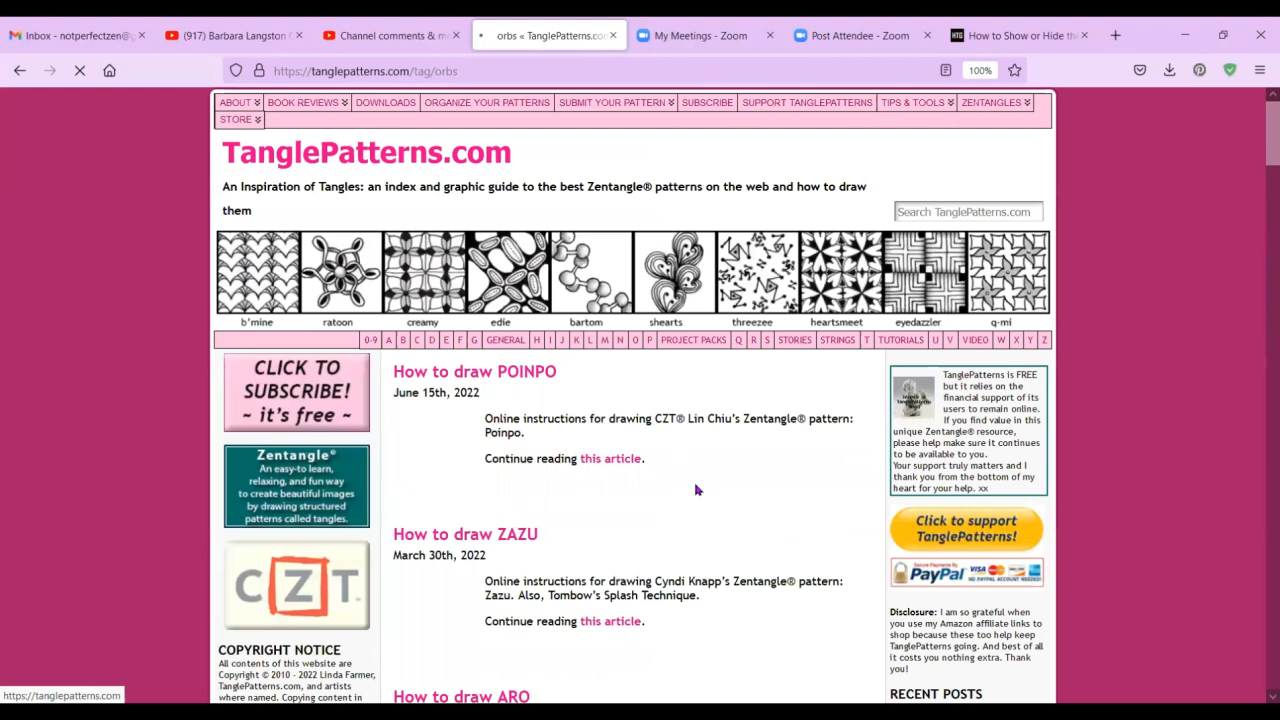 Inbox - notperfectzen@g
(917) Barbara Langston
Channel comments & me
orbs « TanglePatterns.com
My Meetings - Zoom
Post Attendee - Zoom
HTG How to Show or Hide the
https://tanglepatterns.com/tag/orbs
100%
ABOUT BOOK REVIEWS DOWNLOADS ORGANIZE YOUR PATTERNS SUBMIT YOUR PATTERN SUBSCRIBE SUPPORT TANGLEPATTERNS TIPS & TOOLS ZENTANGLES
STORE
TanglePatterns.com
An Inspiration of Tangles: an index and graphic guide to the best Zentangle® patterns on the web and how to draw
them
Search TanglePatterns.com
b'mine ratoon creamy edie bartom shearts threezee heartsmeet eyedazzler q-mi
0-9 A B C D E F G GENERAL H I J K L M N O P PROJECT PACKS Q R S STORIES STRINGS T TUTORIALS U V VIDEO W X Y Z
CLICK TO
SUBSCRIBE!
~ it's free ~
Zentangle®
An easy-to learn,
relaxing, and fun way
to create beautiful images
by drawing structured
patterns called tangles.
CZT
COPYRIGHT NOTICE
All contents of this website are
Copyright © 2010 - 2022 Linda Farmer,
TanglePatterns.com, and artists
where named. Copying content in
How to draw POINPO
June 15th, 2022
Online instructions for drawing CZT® Lin Chiu's Zentangle® pattern:
Poinpo.
Continue reading this article.
How to draw ZAZU
March 30th, 2022
Online instructions for drawing Cyndi Knapp's Zentangle® pattern:
Zazu. Also, Tombow's Splash Technique.
Continue reading this article.
How to draw ARO
TanglePatterns is FREE
but it relies on the
financial support of its
users to remain online.
If you find value in this
unique Zentangle® resource,
please help make sure it continues
to be available to you.
Your support truly matters and I
thank you from the bottom of my
heart for your help. xx
Click to support
TanglePatterns!
Secure Payments by
PayPal VISA
NO PAYPAL ACCOUNT NEEDED!
Disclosure: I am so grateful when
you use my Amazon affiliate links to
shop because these too help keep
TanglePatterns going. And best of all
it costs you nothing extra. Thank
you!
RECENT POSTS
https://tanglepatterns.com